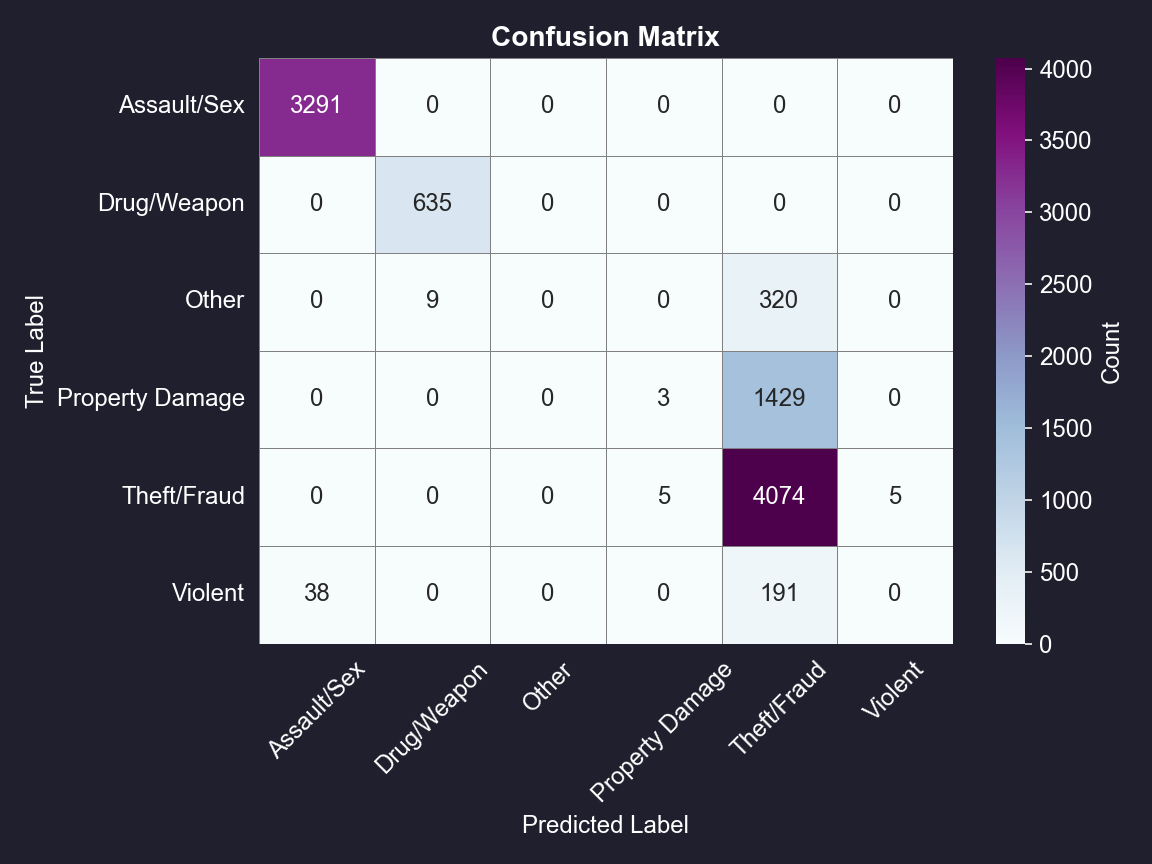 Confusion Matrix
Assault/Sex 3291 0 0 0 0 0
Drug/Weapon 0 635 0 0 0 0
Other 0 9 0 0 320 0
Property Damage 0 0 0 3 1429 0
Theft/Fraud 0 0 0 5 4074 5
Violent 38 0 0 0 191 0
True Label
Assault/Sex Drug/Weapon Other Property Damage Theft/Fraud Violent
Predicted Label
4000
3500
3000
2500
2000
1500
1000
500
0
Count